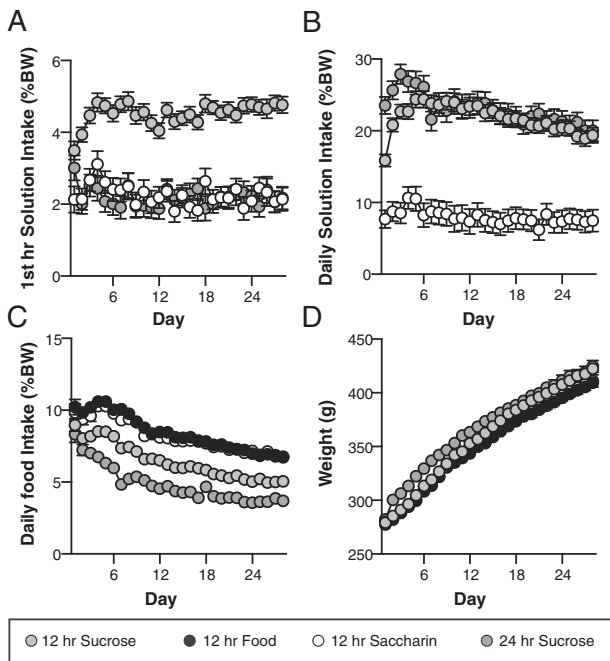 A
B
1st hr Solution Intake (%BW)
6
4
2
0
6 12 18 24
Day
Daily Solution Intake (%BW)
30
20
10
0
6 12 18 24
Day
C
D
Daily food Intake (%BW)
15
10
5
0
6 12 18 24
Day
Weight (g)
450
400
350
300
250
6 12 18 24
Day
12 hr Sucrose 12 hr Food 12 hr Saccharin 24 hr Sucrose